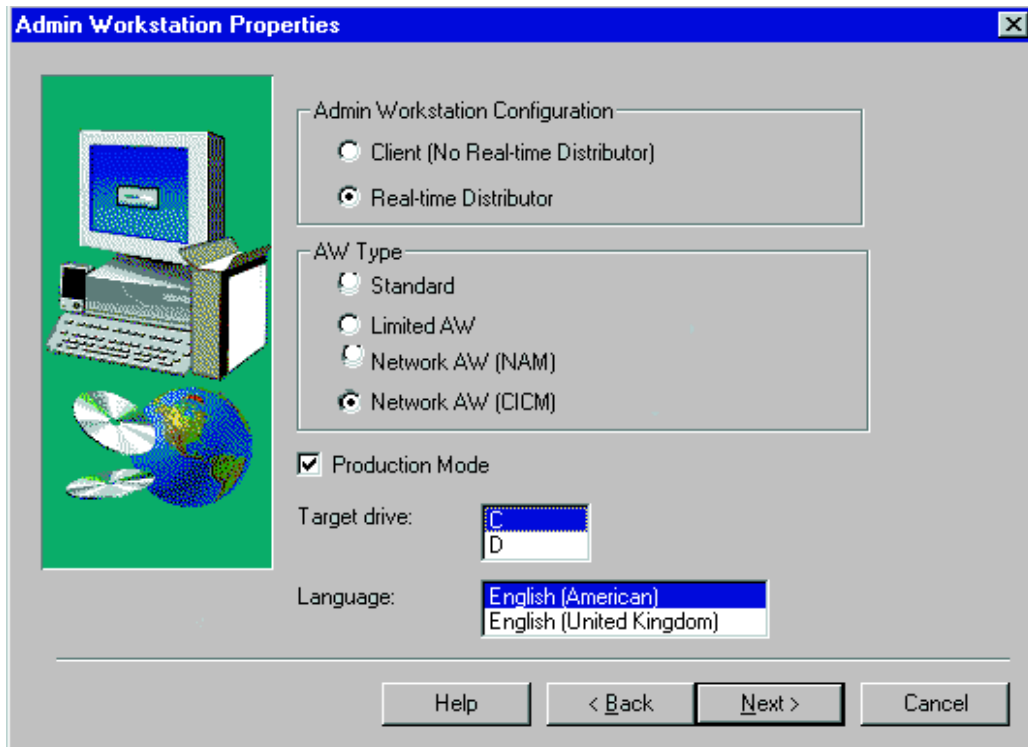 Admin Workstation Properties
Admin Workstation Configuration
Client (No Real-time Distributor)
Real-time Distributor
AW Type
Standard
Limited AW
Network AW (NAM)
Network AW (CICM)
Production Mode
Target drive:
C
D
Language:
English (American)
English (United Kingdom)
Help
< Back
Next >
Cancel